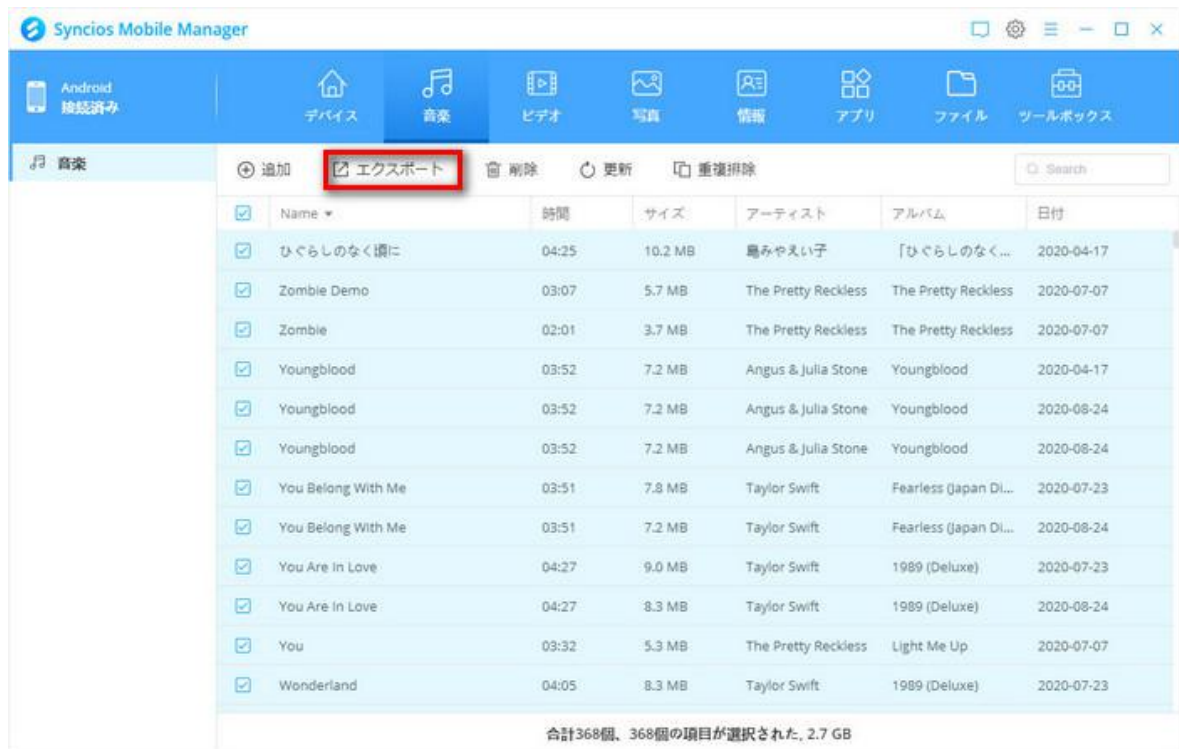 Syncios Mobile Manager
Android
接続済み
デバイス 音楽 ビデオ 写真 情報 アプリ ファイル ツールボックス
音楽
追加 エクスポート 削除 更新 重複排除 Search
Name 時間 サイズ アーティスト アルバム 日付
ひぐらしのなく頃に 04:25 10.2 MB 島みやえい子 「ひぐらしのなく... 2020-04-17
Zombie Demo 03:07 5.7 MB The Pretty Reckless The Pretty Reckless 2020-07-07
Zombie 02:01 3.7 MB The Pretty Reckless The Pretty Reckless 2020-07-07
Youngblood 03:52 7.2 MB Angus & Julia Stone Youngblood 2020-04-17
Youngblood 03:52 7.2 MB Angus & Julia Stone Youngblood 2020-08-24
Youngblood 03:52 7.2 MB Angus & Julia Stone Youngblood 2020-08-24
You Belong With Me 03:51 7.8 MB Taylor Swift Fearless (Japan Di... 2020-07-23
You Belong With Me 03:51 7.2 MB Taylor Swift Fearless (Japan Di... 2020-08-24
You Are In Love 04:27 9.0 MB Taylor Swift 1989 (Deluxe) 2020-07-23
You Are In Love 04:27 8.3 MB Taylor Swift 1989 (Deluxe) 2020-08-24
You 03:32 5.3 MB The Pretty Reckless Light Me Up 2020-07-07
Wonderland 04:05 8.3 MB Taylor Swift 1989 (Deluxe) 2020-07-23
合計368個、368個の項目が選択された, 2.7 GB